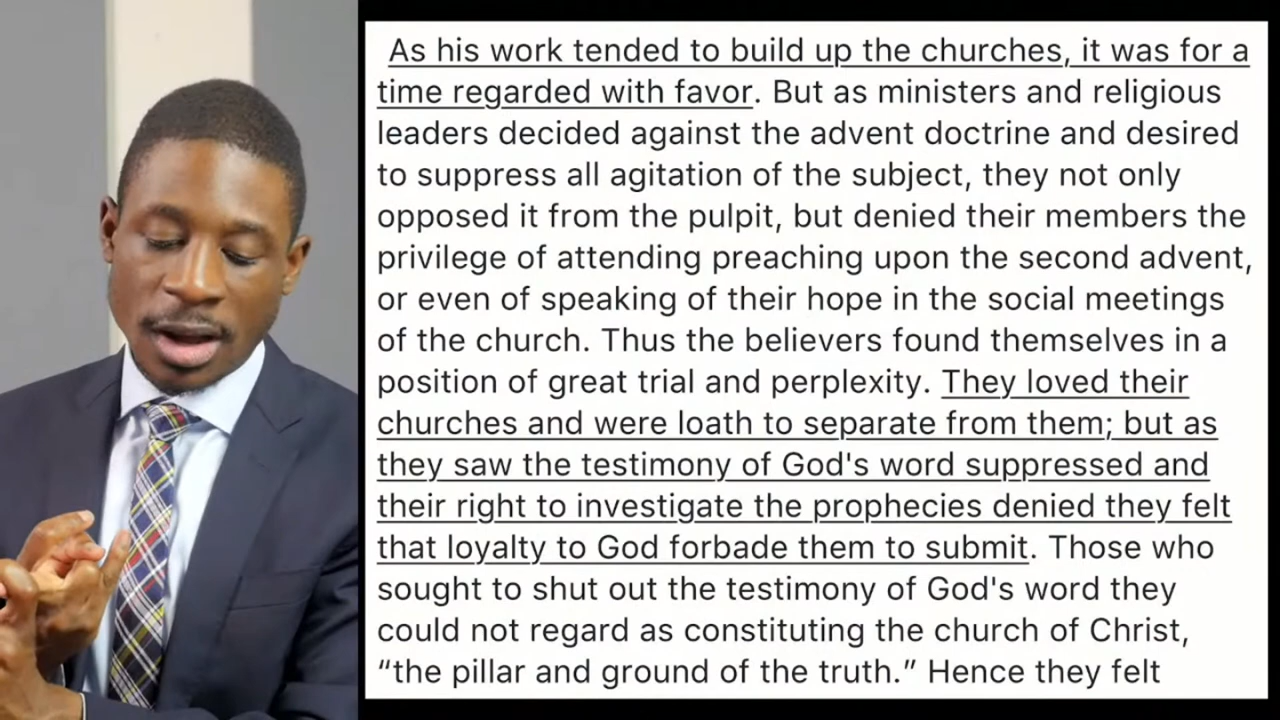 As his work tended to build up the churches, it was for a
time regarded with favor. But as ministers and religious
leaders decided against the advent doctrine and desired
to suppress all agitation of the subject, they not only
opposed it from the pulpit, but denied their members the
privilege of attending preaching upon the second advent,
or even of speaking of their hope in the social meetings
of the church. Thus the believers found themselves in a
position of great trial and perplexity. They loved their
churches and were loath to separate from them; but as
they saw the testimony of God's word suppressed and
their right to investigate the prophecies denied they felt
that loyalty to God forbade them to submit. Those who
sought to shut out the testimony of God's word they
could not regard as constituting the church of Christ,
“the pillar and ground of the truth.” Hence they felt